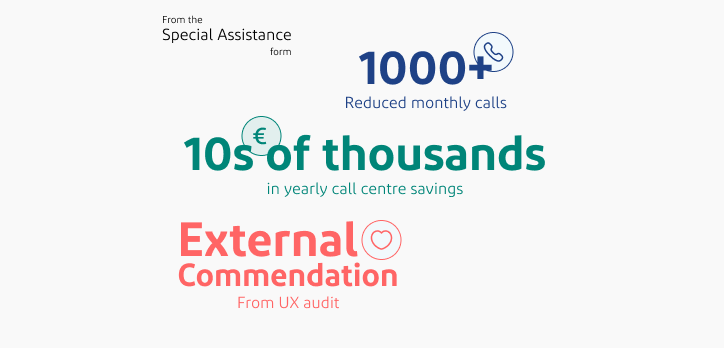 From the
Special Assistance
form
1000+
Reduced monthly calls
€
10s of thousands
in yearly call centre savings
External
Commendation
From UX audit